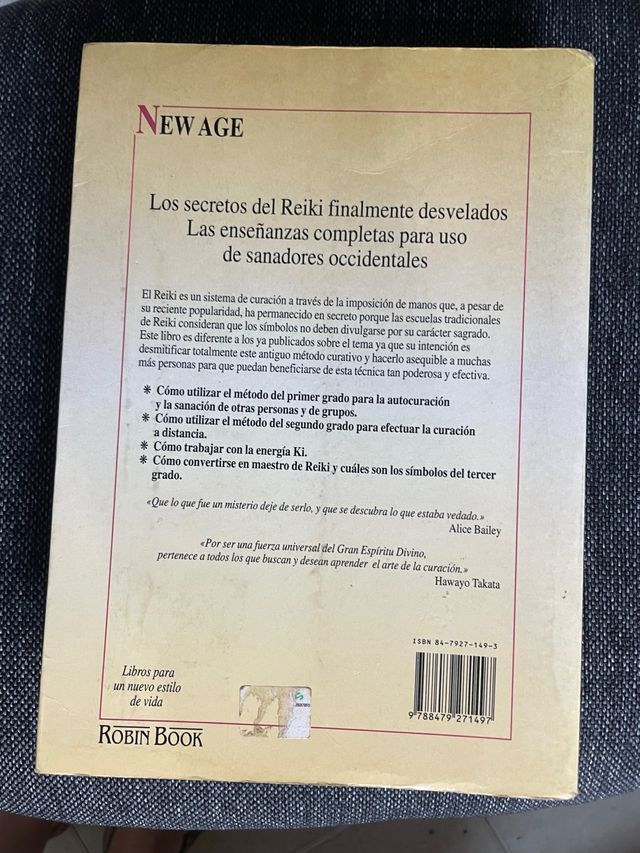 NEW AGE
Los secretos del Reiki finalmente desvelados
Las enseñanzas completas para uso
de sanadores occidentales
El Reiki es un sistema de curación a través de la imposición de manos que, a pesar de
su reciente popularidad, ha permanecido en secreto porque las escuelas tradicionales
de Reiki consideran que los símbolos no deben divulgarse por su carácter sagrado.
Este libro es diferente a los ya publicados sobre el tema ya que su intención es
desmitificar totalmente este antiguo método curativo y hacerlo asequible a muchas
más personas para que puedan beneficiarse de esta técnica tan poderosa y efectiva.
* Cómo utilizar el método del primer grado para la autocuración
y la sanación de otras personas y de grupos.
* Cómo utilizar el método del segundo grado para efectuar la curación
a distancia.
* Cómo trabajar con la energía Ki.
* Cómo convertirse en maestro de Reiki y cuáles son los símbolos del tercer
grado.
«Que lo que fue un misterio deje de serlo, y que se descubra lo que estaba vedado.»
Alice Bailey
«Por ser una fuerza universal del Gran Espíritu Divino,
pertenece a todos los que buscan y desean aprender el arte de la curación.»
Hawayo Takata
ISBN 84-7927-149-3
9 788479 271497
Libros para
un nuevo estilo
de vida
ROBIN BOOK